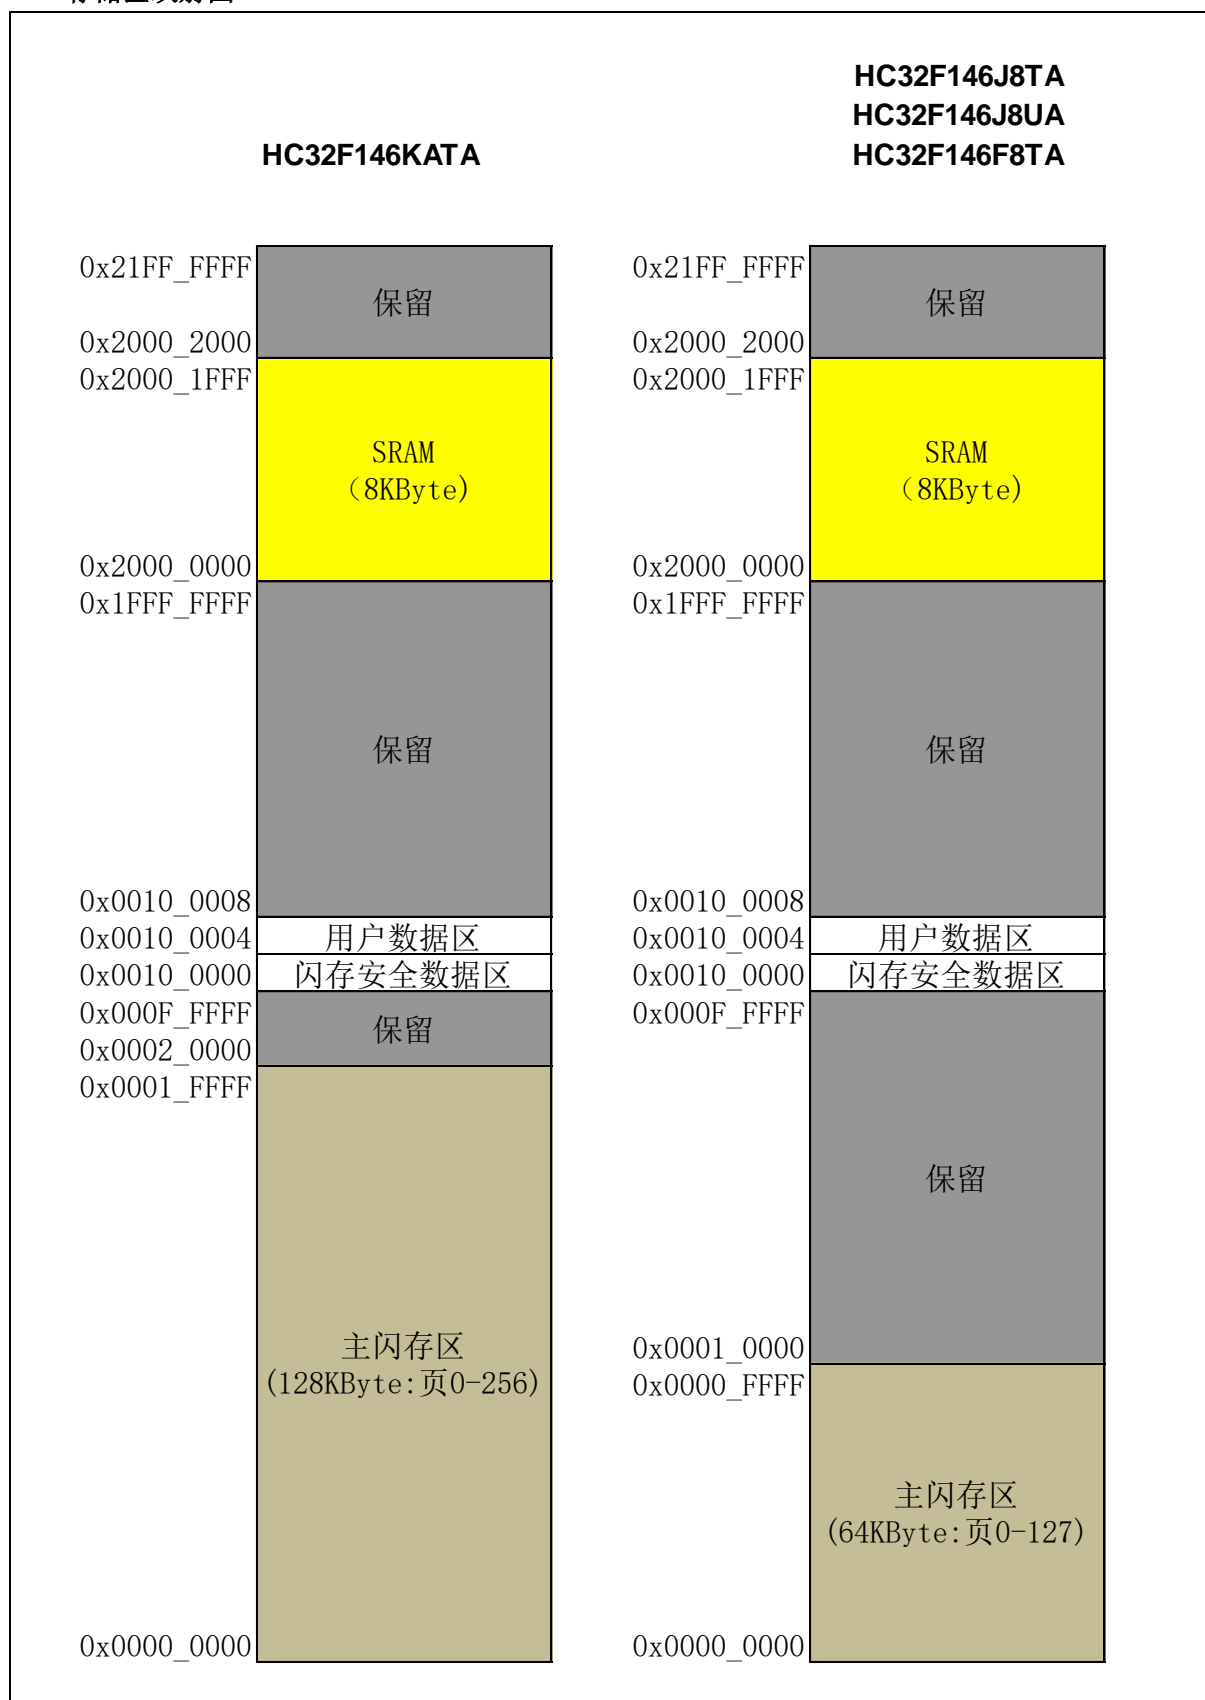 HC32F146KATA
HC32F146J8TA
HC32F146J8UA
HC32F146F8TA
0x21FF_FFFF
保留
0x2000_2000
0x2000_1FFF
SRAM
(8KByte)
0x2000_0000
0x1FFF_FFFF
保留
0x0010_0008
0x0010_0004
用户数据区
0x0010_0000
闪存安全数据区
0x000F_FFFF
保留
0x0002_0000
0x0001_FFFF
主闪存区
(128KByte:页0-256)
0x0000_0000
0x21FF_FFFF
保留
0x2000_2000
0x2000_1FFF
SRAM
(8KByte)
0x2000_0000
0x1FFF_FFFF
保留
0x0010_0008
0x0010_0004
用户数据区
0x0010_0000
闪存安全数据区
0x000F_FFFF
保留
0x0001_0000
0x0000_FFFF
主闪存区
(64KByte:页0-127)
0x0000_0000